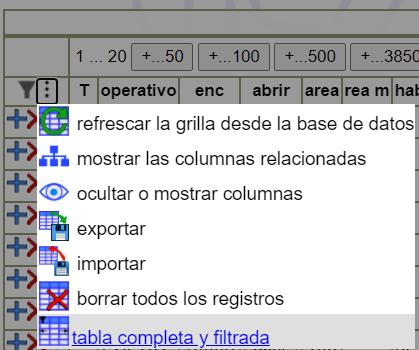 1 ... 20 +...50 +...100 +...500 +...3850
T operativo enc abrir area rea m hab
refrescar la grilla desde la base de datos
mostrar las columnas relacionadas
ocultar o mostrar columnas
exportar
importar
borrar todos los registros
tabla completa y filtrada